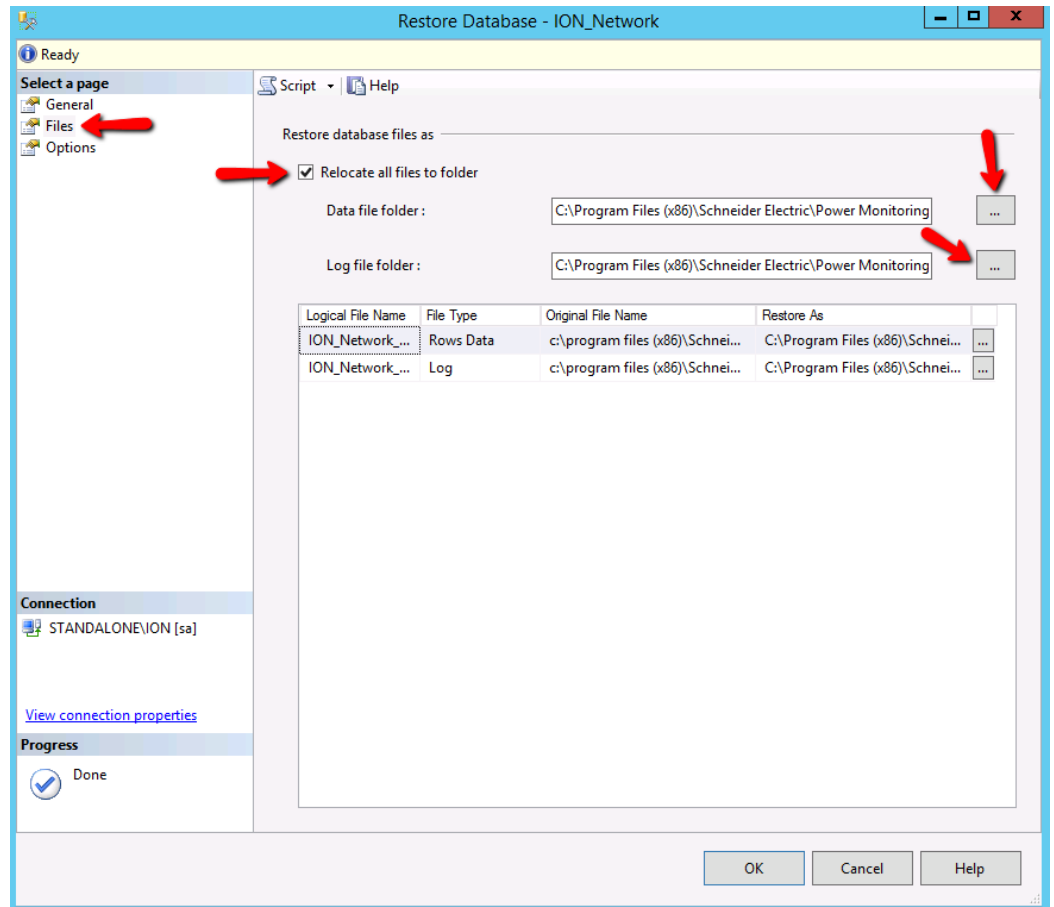 Restore Database - ION_Network
Ready
Select a page
General
Files
Options
Script
Help
Restore database files as
Relocate all files to folder
Data file folder :
C:\Program Files (x86)\Schneider Electric\Power Monitoring
...
Log file folder :
C:\Program Files (x86)\Schneider Electric\Power Monitoring
...
Logical File Name File Type Original File Name Restore As
ION_Network_... Rows Data c:\program files (x86)\Schnei... C:\Program Files (x86)\Schnei... ...
ION_Network_... Log c:\program files (x86)\Schnei... C:\Program Files (x86)\Schnei... ...
Connection
STANDALONE\ION [sa]
View connection properties
Progress
Done
OK Cancel Help